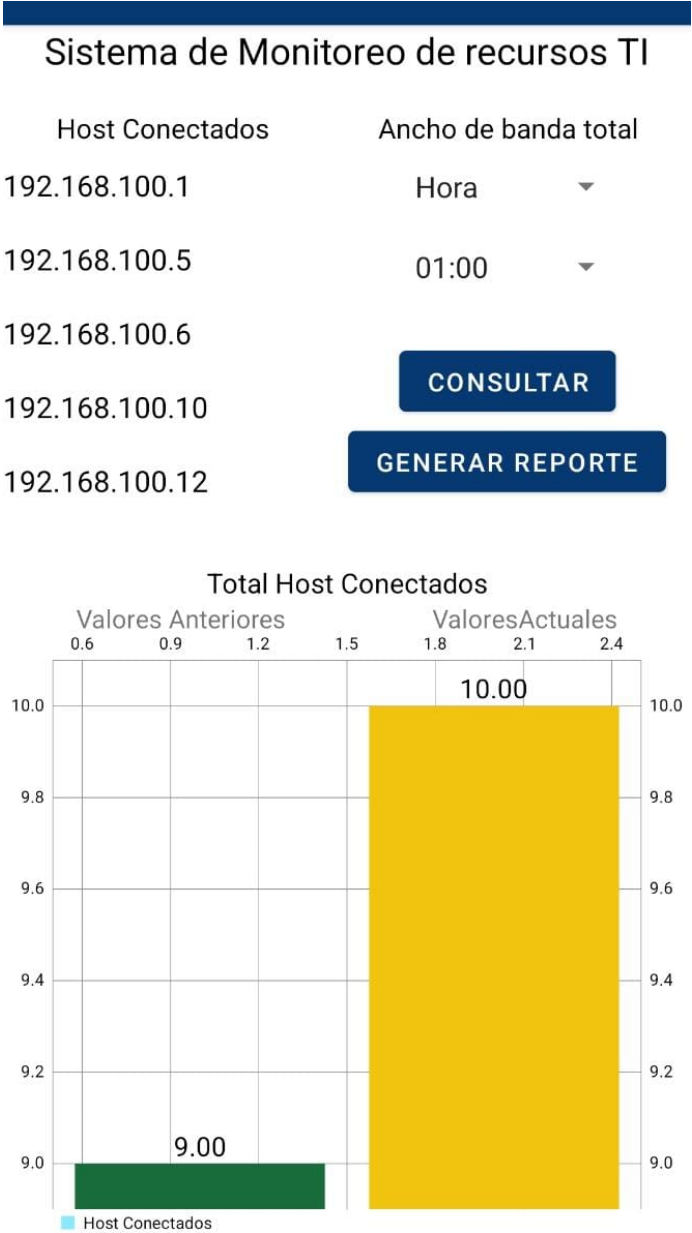 Sistema de Monitoreo de recursos TI
Host Conectados
192.168.100.1
192.168.100.5
192.168.100.6
192.168.100.10
192.168.100.12
Ancho de banda total
Hora
01:00
CONSULTAR
GENERAR REPORTE
Total Host Conectados
Valores Anteriores ValoresActuales
0.6 0.9 1.2 1.5 1.8 2.1 2.4
10.00
10.0 10.0
9.8 9.8
9.6 9.6
9.4 9.4
9.2 9.2
9.00
9.0 9.0
Host Conectados